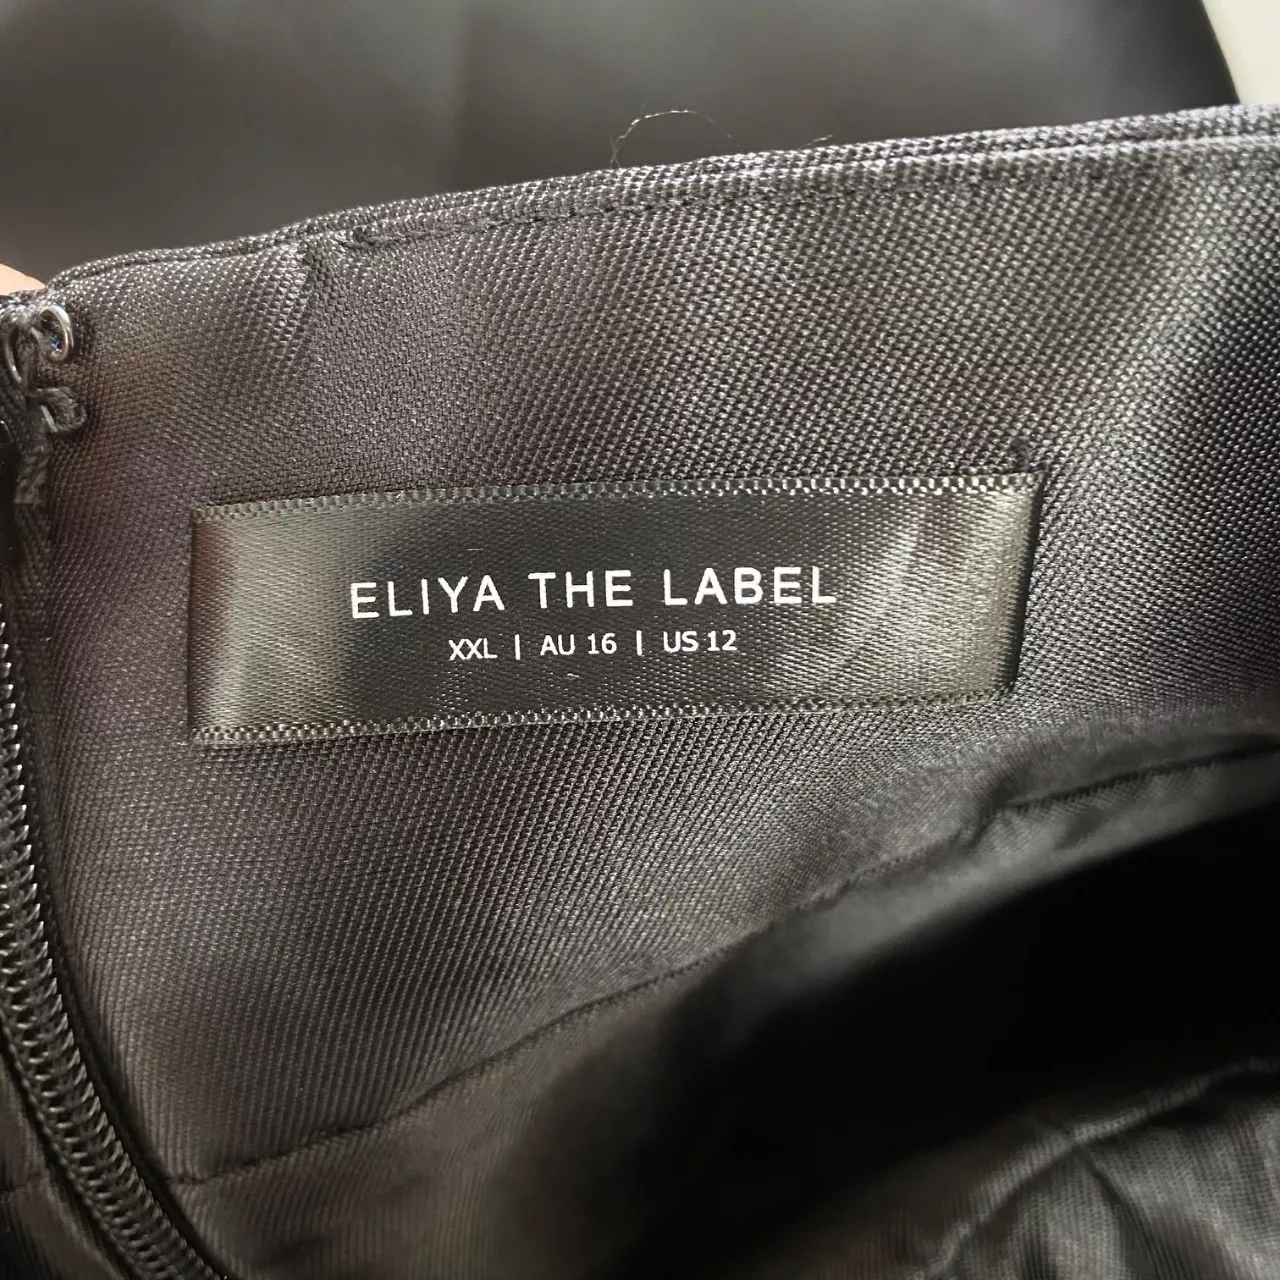 ELIYA THE LABEL
XXL | AU 16 | US 12